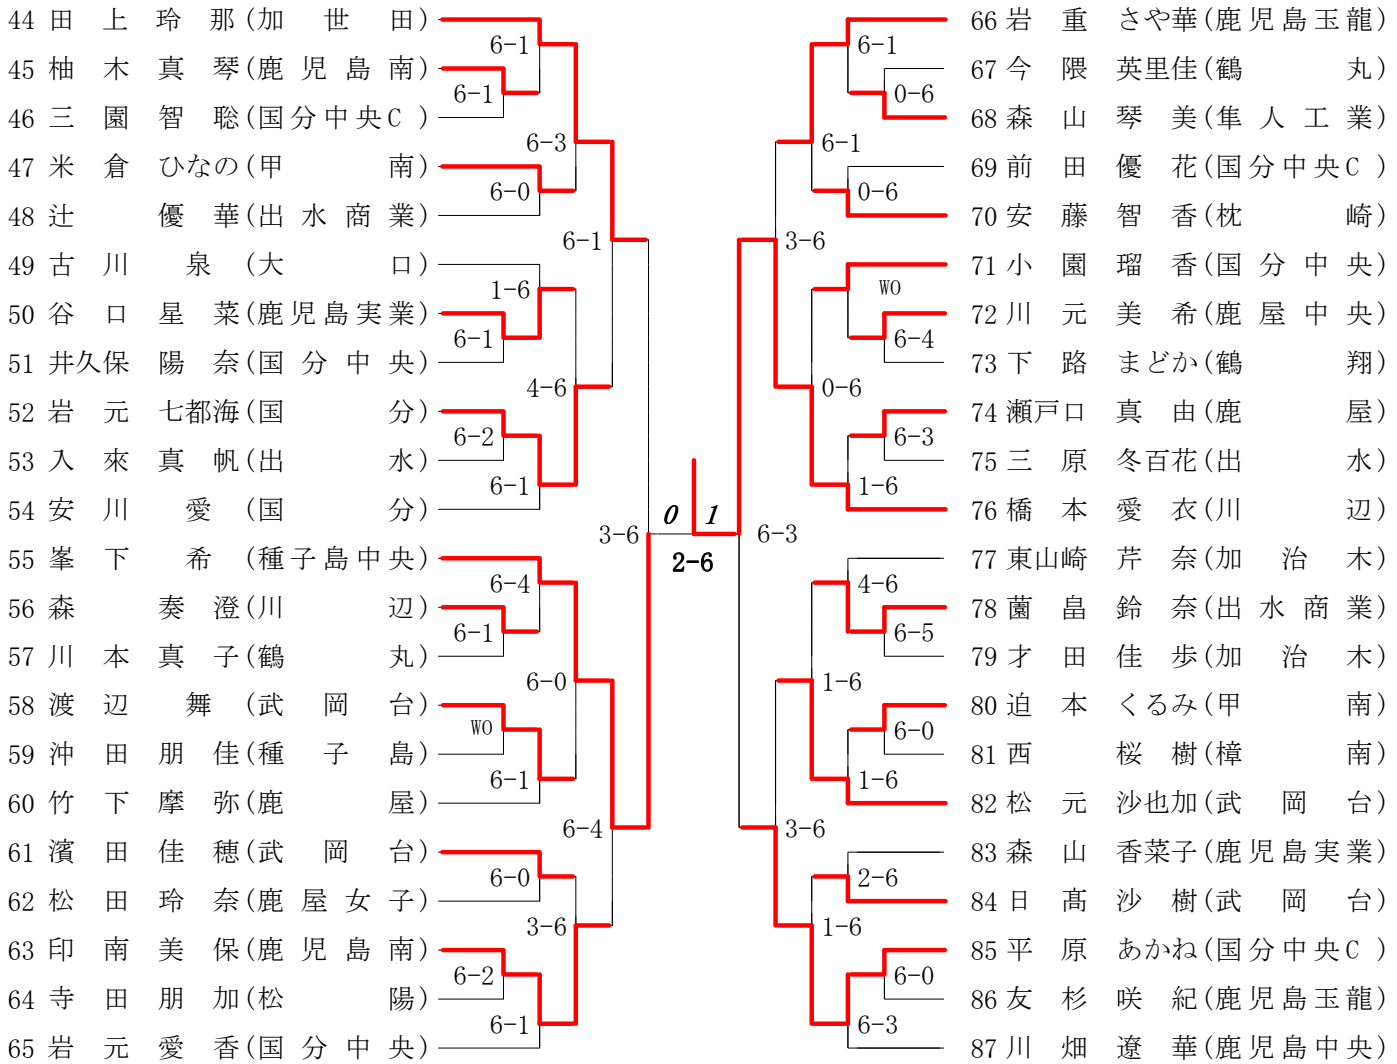 44 田上玲那(加世田)
6-1
45 柚木真琴(鹿児島南)
6-1
46 三園智聡(国分中央C)
6-3
47 米倉ひなの(甲南)
6-0
48 辻優華(出水商業)
6-1
49 古川泉(大口)
1-6
50 谷口星菜(鹿児島実業)
6-1
51 井久保陽奈(国分中央)
4-6
52 岩元七都海(国分)
6-2
53 入來真帆(出水)
6-1
54 安川愛(国分)
3-6
55 峯下希(種子島中央)
6-4
56 森奏澄(川辺)
6-1
57 川本真子(鶴丸)
6-0
58 渡辺舞(武岡台)
WO
59 沖田朋佳(種子島)
6-1
60 竹下摩弥(鹿屋)
6-4
61 濱田佳穂(武岡台)
6-0
62 松田玲奈(鹿屋女子)
3-6
63 印南美保(鹿児島南)
6-2
64 寺田朋加(松陽)
6-1
65 岩元愛香(国分中央)
0 1
2-6
66 岩重さや華(鹿児島玉龍)
6-1
67 今隈英里佳(鶴丸)
0-6
68 森山琴美(隼人工業)
6-1
69 前田優花(国分中央C)
0-6
70 安藤智香(枕崎)
3-6
71 小園瑠香(国分中央)
WO
72 川元美希(鹿屋中央)
6-4
73 下路まどか(鶴翔)
0-6
74 瀬戸口真由(鹿屋)
6-3
75 三原冬百花(出水)
1-6
76 橋本愛衣(川辺)
6-3
77 東山崎芹奈(加治木)
4-6
78 薗畠鈴奈(出水商業)
6-5
79 才田佳歩(加治木)
1-6
80 迫本くるみ(甲南)
6-0
81 西桜樹(樟南)
1-6
82 松元沙也加(武岡台)
3-6
83 森山香菜子(鹿児島実業)
2-6
84 日髙沙樹(武岡台)
1-6
85 平原あかね(国分中央C)
6-0
86 友杉咲紀(鹿児島玉龍)
6-3
87 川畑遼華(鹿児島中央)